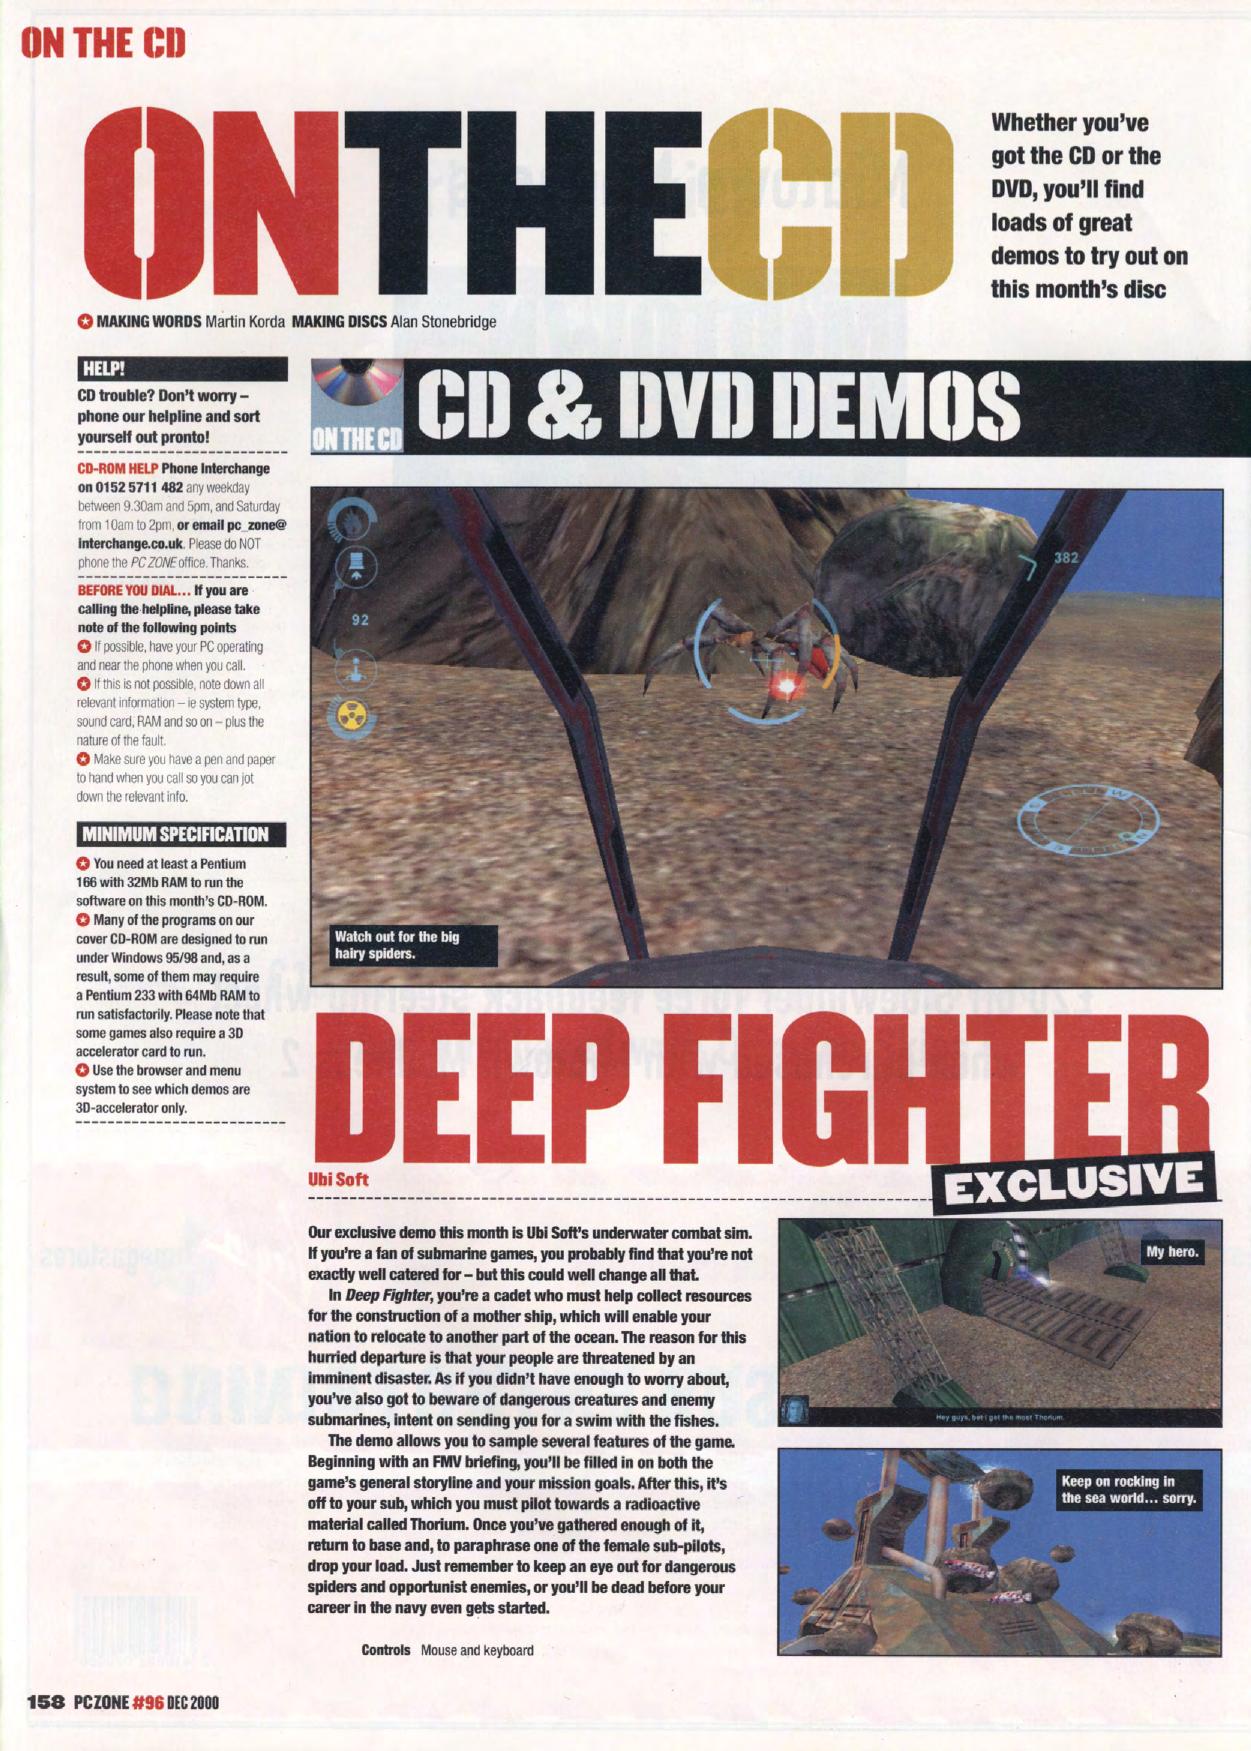 ON THE CD
ONTHECD
Whether you've
got the CD or the
DVD, you'll find
loads of great
demos to try out on
this month's disc
MAKING WORDS Martin Korda MAKING DISCS Alan Stonebridge
HELP!
CD trouble? Don't worry –
phone our helpline and sort
yourself out pronto!
CD-ROM HELP Phone Interchange
on 0152 5711 482 any weekday
between 9.30am and 5pm, and Saturday
from 10am to 2pm, or email pc_zone@
interchange.co.uk. Please do NOT
phone the PC ZONE office. Thanks.
BEFORE YOU DIAL... If you are
calling the helpline, please take
note of the following points
If possible, have your PC operating
and near the phone when you call.
If this is not possible, note down all
relevant information – ie system type,
sound card, RAM and so on – plus the
nature of the fault.
Make sure you have a pen and paper
to hand when you call so you can jot
down the relevant info.
MINIMUM SPECIFICATION
You need at least a Pentium
166 with 32Mb RAM to run the
software on this month's CD-ROM.
Many of the programs on our
cover CD-ROM are designed to run
under Windows 95/98 and, as a
result, some of them may require
a Pentium 233 with 64Mb RAM to
run satisfactorily. Please note that
some games also require a 3D
accelerator card to run.
Use the browser and menu
system to see which demos are
3D-accelerator only.
ON THE CD
CD & DVD DEMOS
382
92
W
Watch out for the big
hairy spiders.
DEEP FIGHTER
Ubi Soft
EXCLUSIVE
Our exclusive demo this month is Ubi Soft's underwater combat sim.
If you're a fan of submarine games, you probably find that you're not
exactly well catered for – but this could well change all that.
In Deep Fighter, you're a cadet who must help collect resources
for the construction of a mother ship, which will enable your
nation to relocate to another part of the ocean. The reason for this
hurried departure is that your people are threatened by an
imminent disaster. As if you didn't have enough to worry about,
you've also got to beware of dangerous creatures and enemy
submarines, intent on sending you for a swim with the fishes.
The demo allows you to sample several features of the game.
Beginning with an FMV briefing, you'll be filled in on both the
game's general storyline and your mission goals. After this, it's
off to your sub, which you must pilot towards a radioactive
material called Thorium. Once you've gathered enough of it,
return to base and, to paraphrase one of the female sub-pilots,
drop your load. Just remember to keep an eye out for dangerous
spiders and opportunist enemies, or you'll be dead before your
career in the navy even gets started.
Controls Mouse and keyboard
My hero.
Hey guys, bet I get the most Thorium.
Keep on rocking in
the sea world... sorry.
158 PCZONE #96 DEC 2000